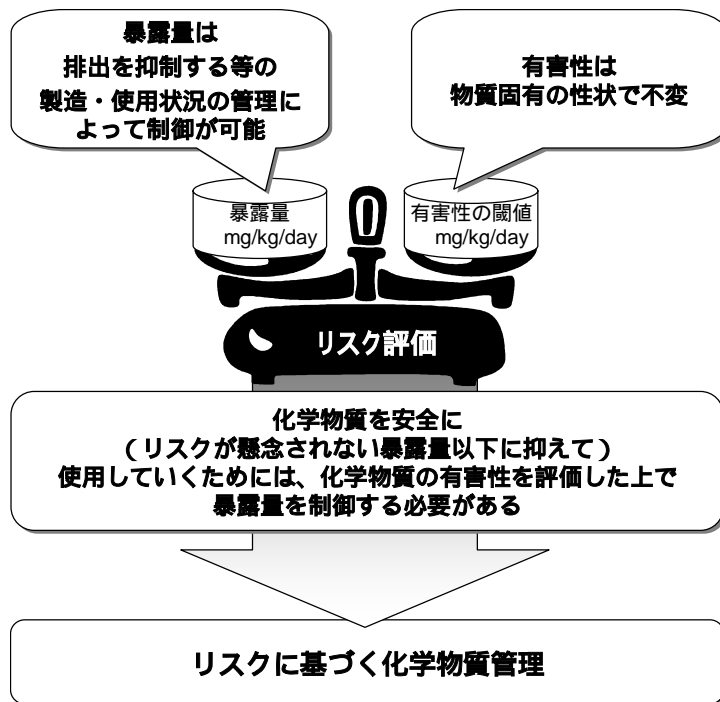 暴露量は
排出を抑制する等の
製造・使用状況の管理に
よって制御が可能
有害性は
物質固有の性状で不変
暴露量
mg/kg/day
有害性の閾値
mg/kg/day
リスク評価
化学物質を安全に
（リスクが懸念されない暴露量以下に抑えて）
使用していくためには、化学物質の有害性を評価した上で
暴露量を制御する必要がある
リスクに基づく化学物質管理